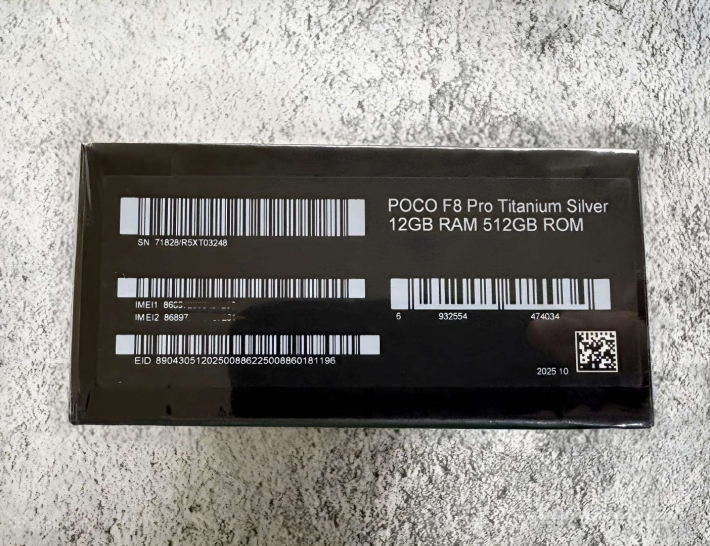 POCO F8 Pro Titanium Silver
12GB RAM 512GB ROM
SN 71828/R5XT03248
IMEI1
IMEI2 86897
EID 89043051202500886225008860181196
6 932554 474034
2025 10